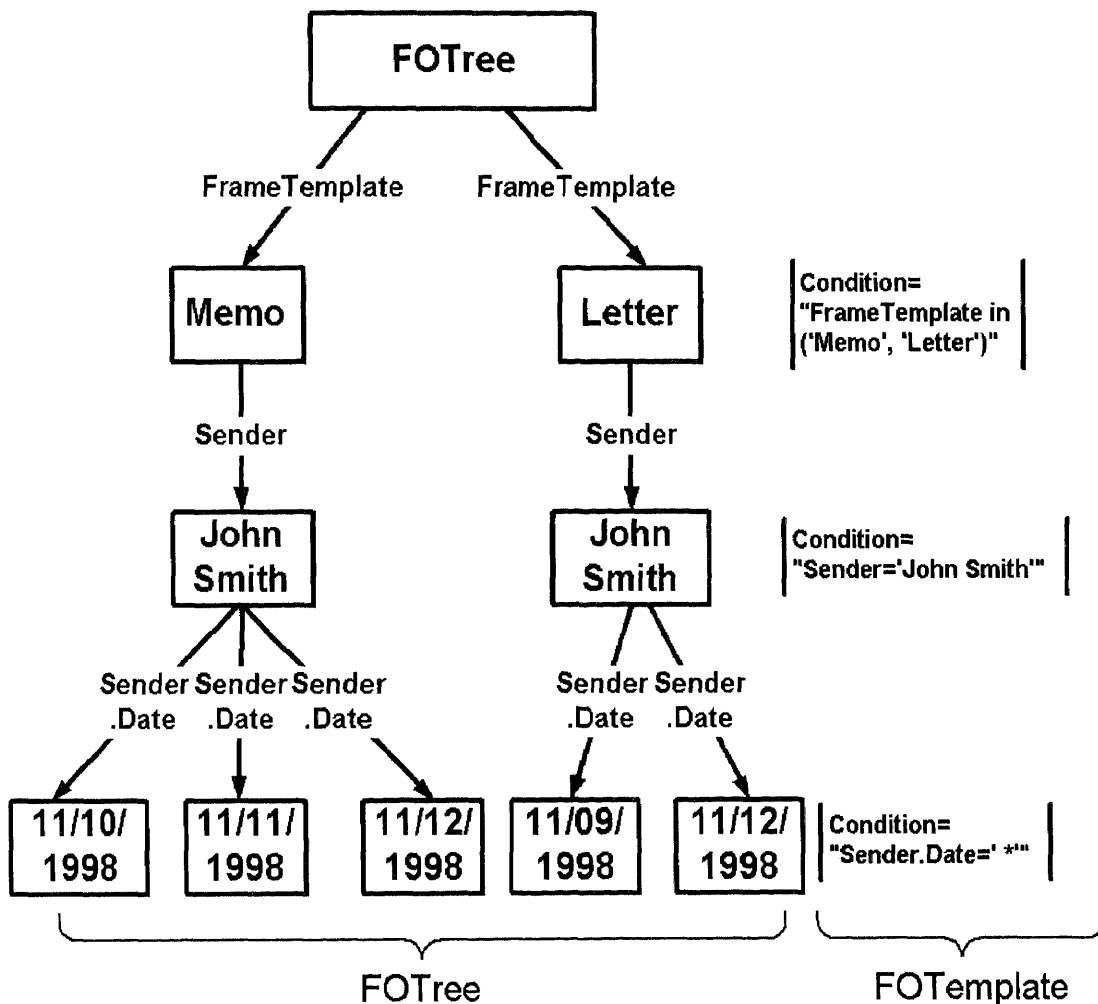 FOTree
FrameTemplate FrameTemplate
Memo Letter
Condition=
"FrameTemplate in
('Memo', 'Letter')"
Sender Sender
John John
Smith Smith
Condition=
"Sender='John Smith'"
Sender Sender Sender Sender Sender
.Date .Date .Date .Date .Date
11/10/ 11/11/ 11/12/ 11/09/ 11/12/
1998 1998 1998 1998 1998
Condition=
"Sender.Date=' *'"
FOTree FOTemplate